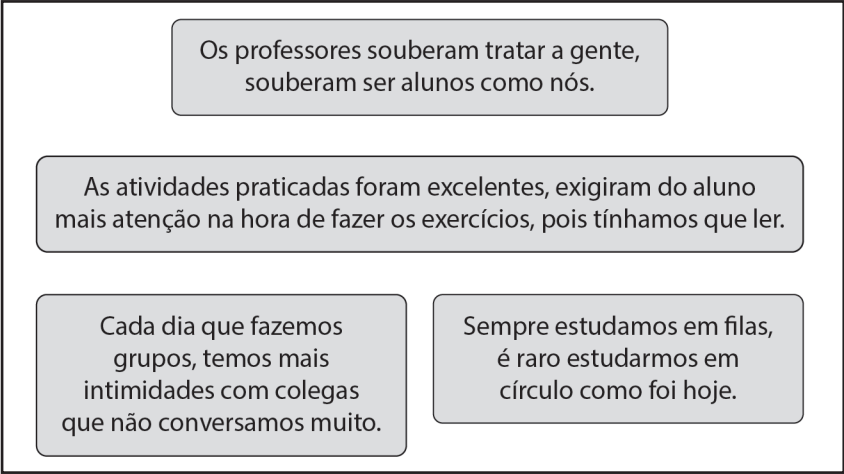 Os professores souberam tratar a gente,
souberam ser alunos como nós.
As atividades praticadas foram excelentes, exigiram do aluno
mais atenção na hora de fazer os exercícios, pois tínhamos que ler.
Cada dia que fazemos
grupos, temos mais
intimidades com colegas
que não conversamos muito.
Sempre estudamos em filas,
é raro estudarmos em
círculo como foi hoje.